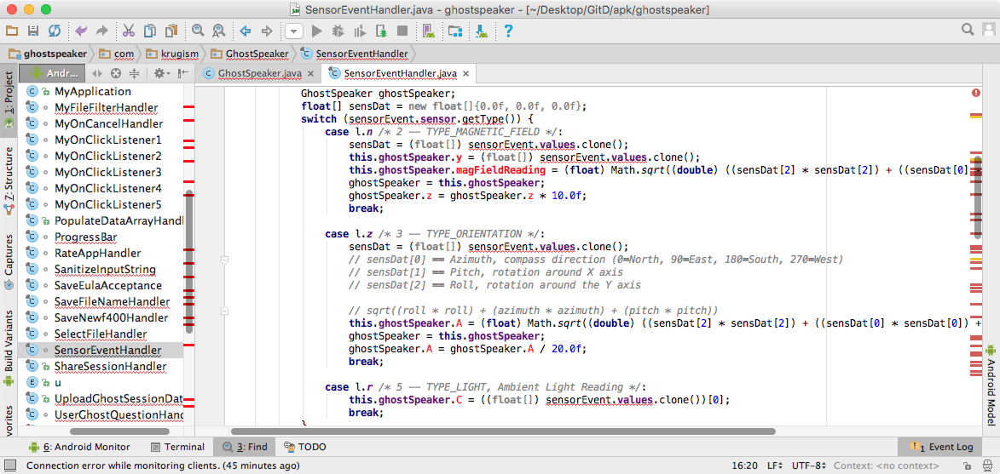 SensorEventHandler.java - ghostspeaker - [~/Desktop/GitD/apk/ghostspeaker]
ghostspeaker com krugism GhostSpeaker SensorEventHandler
Andr... GhostSpeaker.java SensorEventHandler.java
1: Project
Z: Structure
Captures
Build Variants
vorites
MyApplication
MyFileFilterHandler
MyOnCancelHandler
MyOnClickListener1
MyOnClickListener2
MyOnClickListener3
MyOnClickListener4
MyOnClickListener5
PopulateDataArrayHandl
ProgressBar
RateAppHandler
SanitizeInputString
SaveEulaAcceptance
SaveFileNameHandler
SaveNewf400Handler
SelectFileHandler
SensorEventHandler
ShareSessionHandler
u
UploadGhostSessionDat
UserGhostQuestionHand
GhostSpeaker ghostSpeaker;
float[] sensDat = new float[]{0.0f, 0.0f, 0.0f};
switch (sensorEvent.sensor.getType()) {
case l.n /* 2 —— TYPE_MAGNETIC_FIELD */:
sensDat = (float[]) sensorEvent.values.clone();
this.ghostSpeaker.y = (float[]) sensorEvent.values.clone();
this.ghostSpeaker.magFieldReading = (float) Math.sqrt((double) ((sensDat[2] * sensDat[2]) + ((sensDat[0]
ghostSpeaker = this.ghostSpeaker;
ghostSpeaker.z = ghostSpeaker.z * 10.0f;
break;
case l.z /* 3 —— TYPE_ORIENTATION */:
sensDat = (float[]) sensorEvent.values.clone();
// sensDat[0] == Azimuth, compass direction (0=North, 90=East, 180=South, 270=West)
// sensDat[1] == Pitch, rotation around X axis
// sensDat[2] == Roll, rotation around the Y axis
// sqrt((roll * roll) + (azimuth * azimuth) + (pitch * pitch))
this.ghostSpeaker.A = (float) Math.sqrt((double) ((sensDat[2] * sensDat[2]) + ((sensDat[0] * sensDat[0]) +
ghostSpeaker = this.ghostSpeaker;
ghostSpeaker.A = ghostSpeaker.A / 20.0f;
break;
case l.r /* 5 —— TYPE_LIGHT, Ambient Light Reading */:
this.ghostSpeaker.C = ((float[]) sensorEvent.values.clone())[0];
break;
}
Android Model
6: Android Monitor Terminal 3: Find TODO 1 Event Log
Connection error while monitoring clients. (45 minutes ago) 16:20 LF UTF-8 Context: <no context>